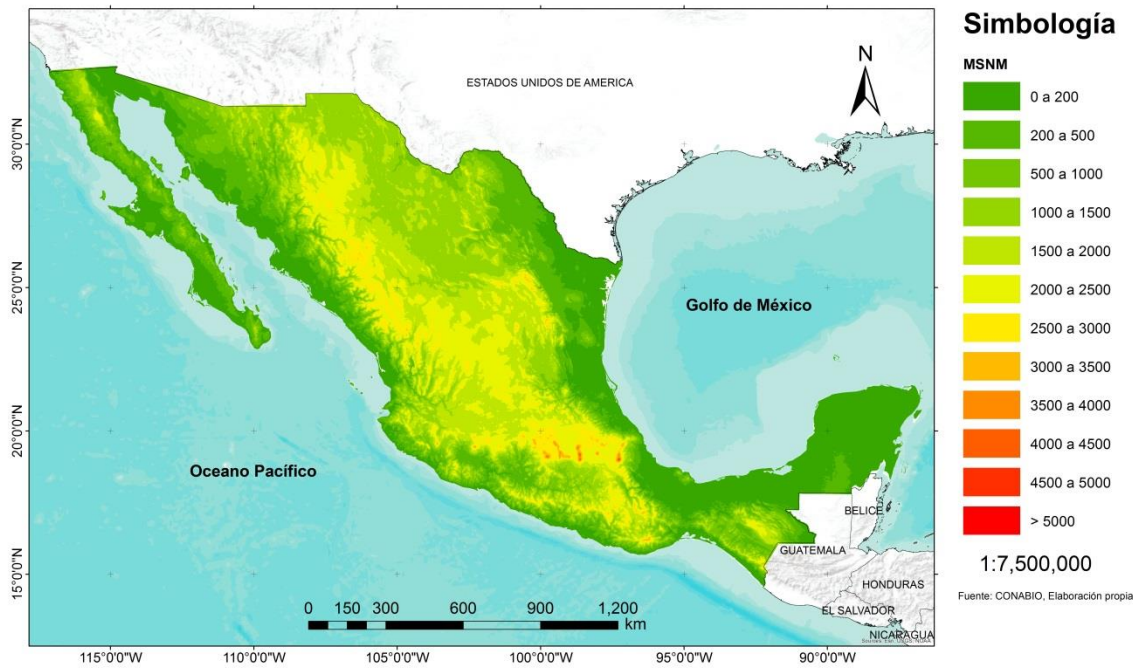 ESTADOS UNIDOS DE AMERICA
N
30°0'0"N
25°0'0"N
Golfo de México
20°0'0"N
Oceano Pacífico
BELICE
GUATEMALA
15°0'0"N
HONDURAS
EL SALVADOR
NICARAGUA
0 150 300 600 900 1,200
km
Sources: Esri, USGS, NOAA
115°0'0"W 110°0'0"W 105°0'0"W 100°0'0"W 95°0'0"W 90°0'0"W
Simbología
MSNM
0 a 200
200 a 500
500 a 1000
1000 a 1500
1500 a 2000
2000 a 2500
2500 a 3000
3000 a 3500
3500 a 4000
4000 a 4500
4500 a 5000
> 5000
1:7,500,000
Fuente: CONABIO, Elaboración propia